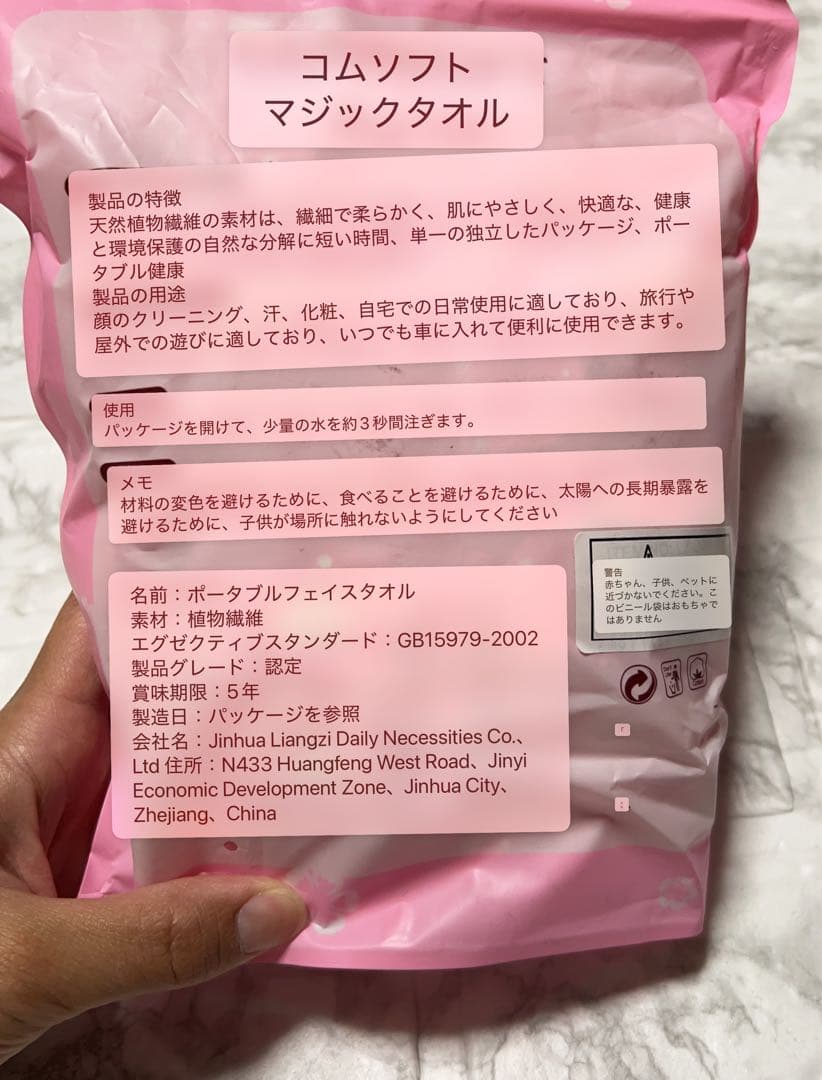 コムソフト
マジックタオル
製品の特徴
天然植物繊維の素材は、繊細で柔らかく、肌にやさしく、快適な、健康
と環境保護の自然な分解に短い時間、単一の独立したパッケージ、ポー
タブル健康
製品の用途
顔のクリーニング、汗、化粧、自宅での日常使用に適しており、旅行や
屋外での遊びに適しており、いつでも車に入れて便利に使用できます。
使用
パッケージを開けて、少量の水を約3秒間注ぎます。
メモ
材料の変色を避けるために、食べることを避けるために、太陽への長期暴露を
避けるために、子供が場所に触れないようにしてください
警告
赤ちゃん、子供、ペットに
近づかないでください。こ
のビニール袋はおもちゃで
はありません
名前：ポータブルフェイスタオル
素材：植物繊維
エグゼクティブスタンダード：GB15979-2002
製品グレード：認定
賞味期限：5年
製造日：パッケージを参照
会社名：Jinhua Liangzi Daily Necessities Co.、
Ltd 住所：N433 Huangfeng West Road、Jinyi
Economic Development Zone、Jinhua City、
Zhejiang、China
r
: